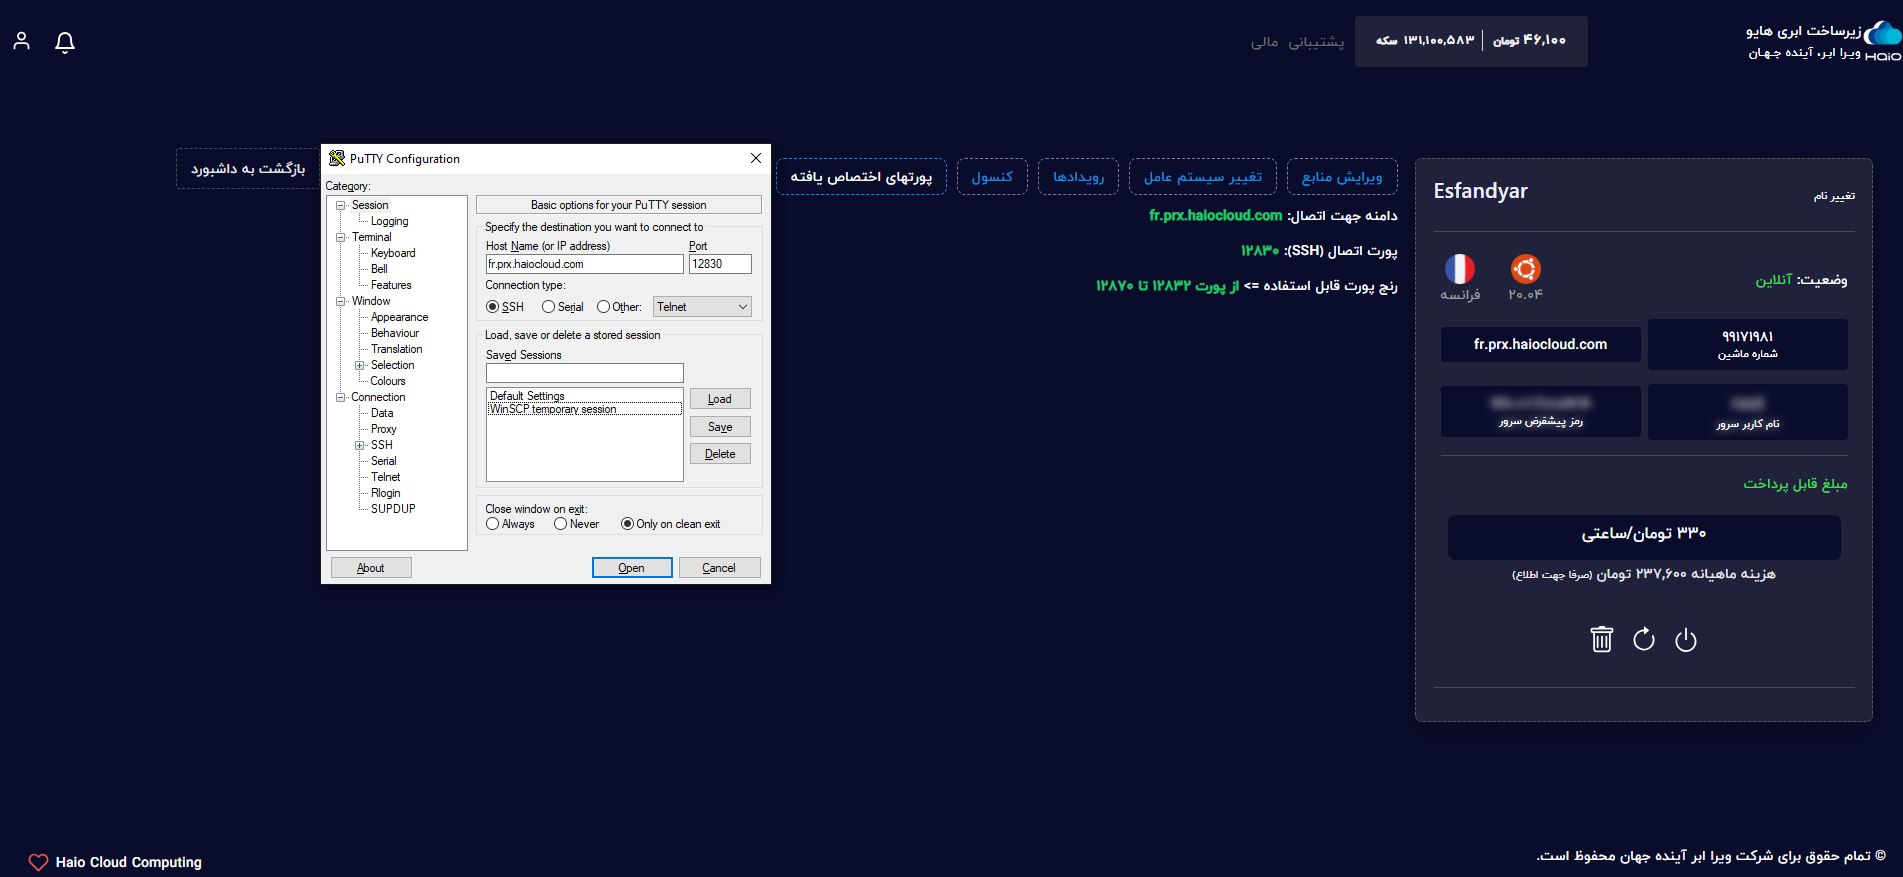 زیرساخت ابری هایو
ویرا ابر، آینده جهان
Haio
۴۶,۱۰۰ تومان
۱۳۱,۱۰۰,۵۸۳ سکه
پشتیبانی
مالی
ویرایش منابع
تغییر سیستم عامل
رویدادها
کنسول
پورتهای اختصاص یافته
بازگشت به داشبورد
دامنه جهت اتصال: fr.prx.haiocloud.com
پورت اتصال (SSH): ۱۲۸۳۰
رنج پورت قابل استفاده => از پورت ۱۲۸۳۲ تا ۱۲۸۷۰
Esfandyar
تغییر نام
وضعیت: آنلاین
۲۰.۰۴
فرانسه
۹۹۱۷۱۹۸۱
شماره ماشین
fr.prx.haiocloud.com
نام کاربر سرور
رمز پیشفرض سرور
مبلغ قابل پرداخت
۳۳۰ تومان/ساعتی
هزینه ماهیانه ۲۳۷,۶۰۰ تومان (صرفا جهت اطلاع)
PuTTY Configuration
Category:
Session
Logging
Terminal
Keyboard
Bell
Features
Window
Appearance
Behaviour
Translation
Selection
Colours
Connection
Data
Proxy
SSH
Serial
Telnet
Rlogin
SUPDUP
Basic options for your PuTTY session
Specify the destination you want to connect to
Host Name (or IP address)
Port
fr.prx.haiocloud.com
12830
Connection type:
SSH
Serial
Other:
Telnet
Load, save or delete a stored session
Saved Sessions
Default Settings
WinSCP temporary session
Load
Save
Delete
Close window on exit:
Always
Never
Only on clean exit
About
Open
Cancel
Haio Cloud Computing
© تمام حقوق برای شرکت ویرا ابر آینده جهان محفوظ است.